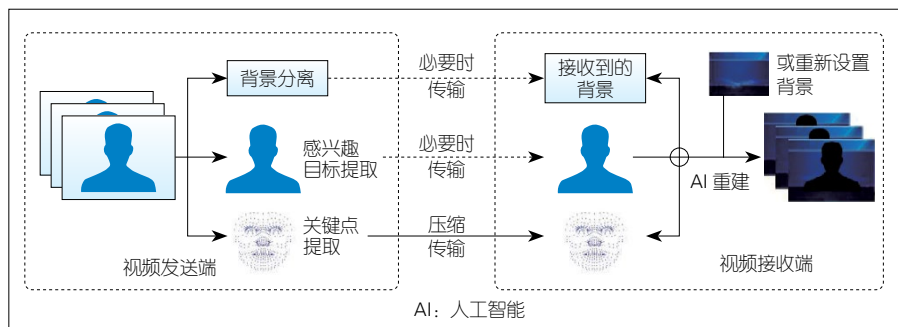 背景分离
必要时
传输
接收到的
背景
或重新设置
背景
感兴趣
目标提取
必要时
传输
AI 重建
关键点
提取
压缩
传输
视频发送端
视频接收端
AI：人工智能